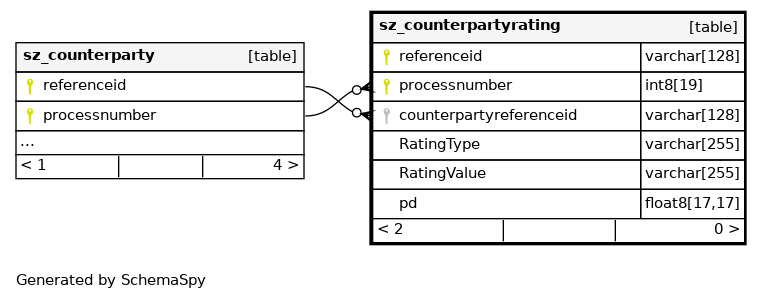 sz_counterparty [table]
referenceid
processnumber
...
< 1 4 >
sz_counterpartyrating [table]
referenceid varchar[128]
processnumber int8[19]
counterpartyreferenceid varchar[128]
RatingType varchar[255]
RatingValue varchar[255]
pd float8[17,17]
< 2 0 >
Generated by SchemaSpy